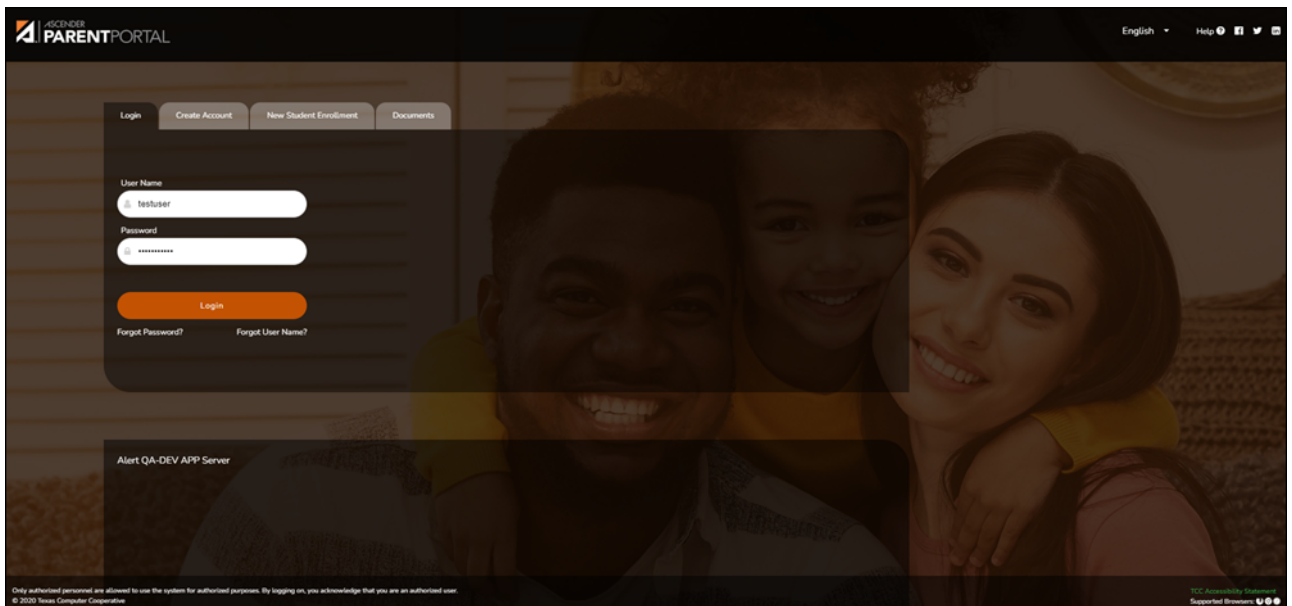 ASCENDER
PARENTPORTAL
English
Help
Login
Create Account
New Student Enrollment
Documents
User Name
testuser
Password
Login
Forgot Password?
Forgot User Name?
Alert QA-DEV APP Server
Only authorized personnel are allowed to use the system for authorized purposes. By logging on, you acknowledge that you are an authorized user.
© 2020 Texas Computer Cooperative
TCC Accessibility Statement
Supported Browsers: